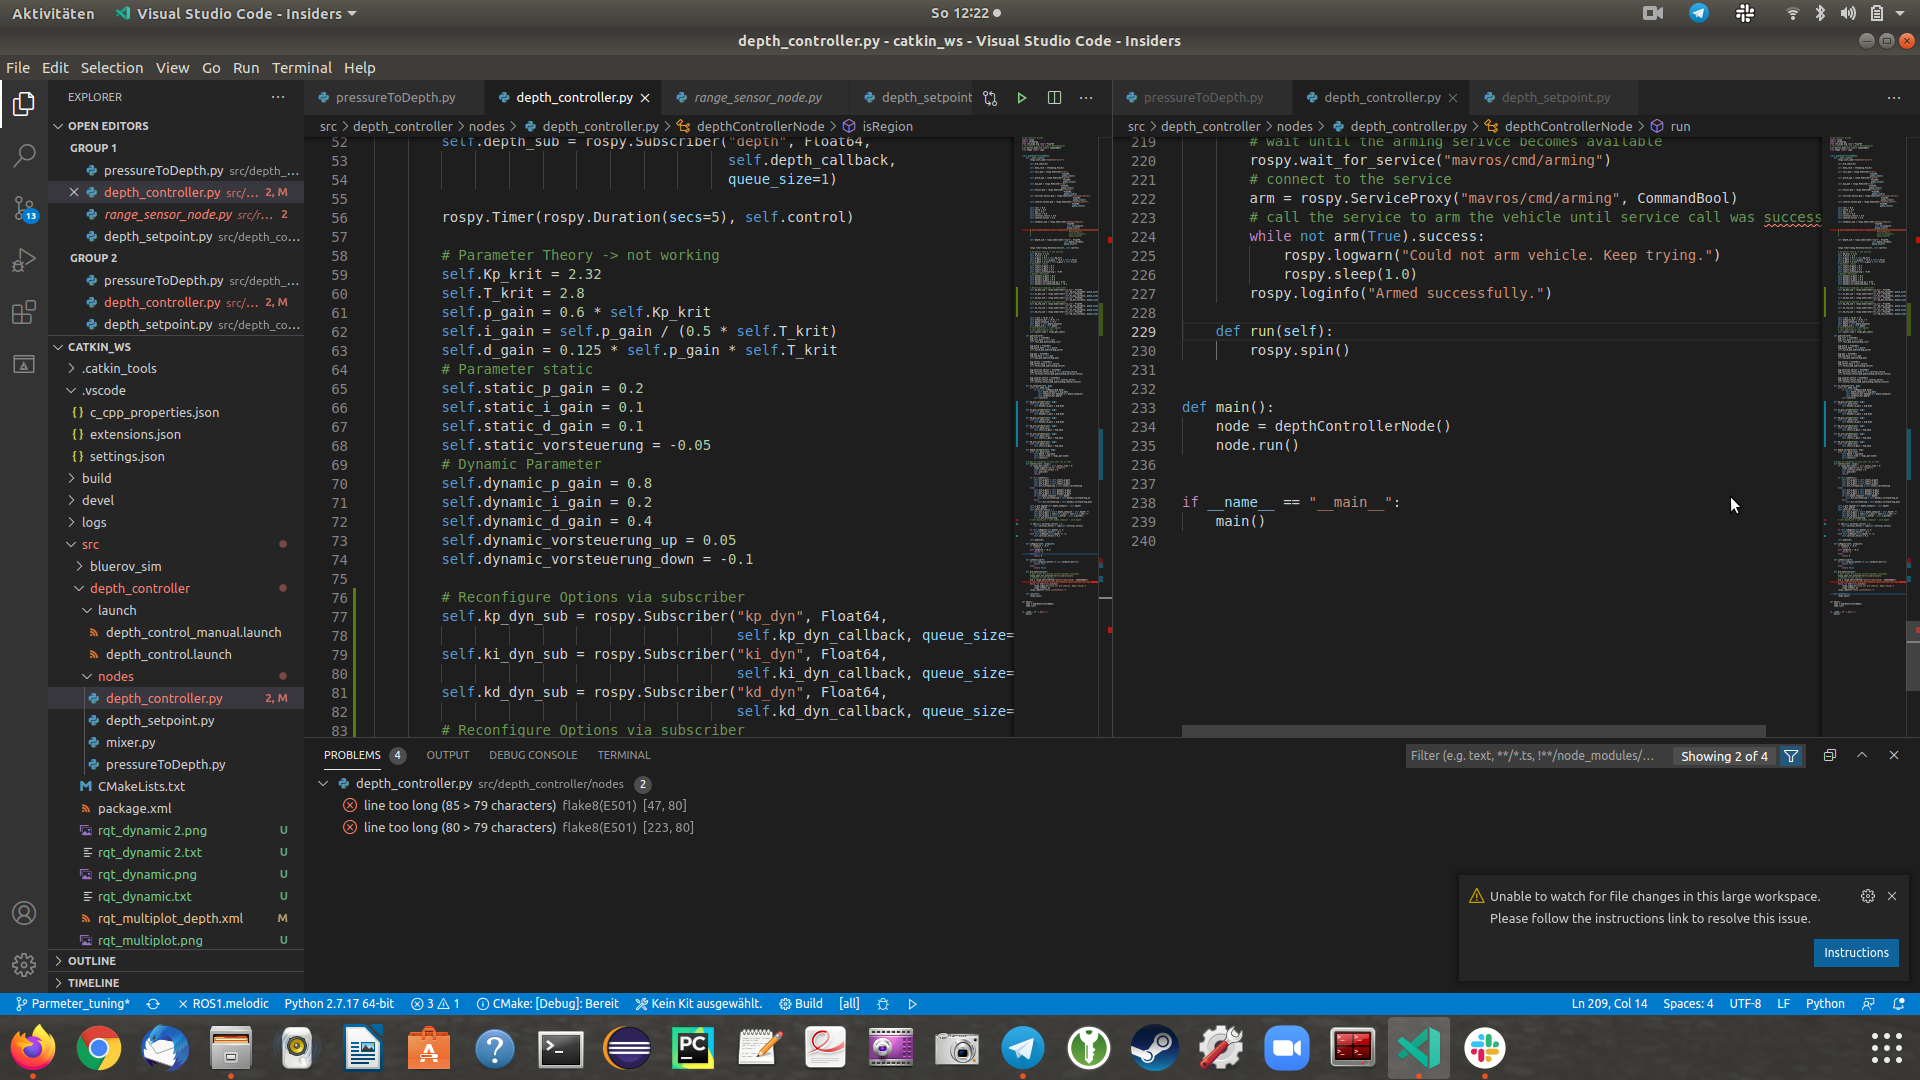 Aktivitäten
Visual Studio Code - Insiders
So 12:22
depth_controller.py - catkin_ws - Visual Studio Code - Insiders
File Edit Selection View Go Run Terminal Help
EXPLORER
OPEN EDITORS
GROUP 1
pressureToDepth.py src/depth_...
depth_controller.py src/... 2, M
range_sensor_node.py src/r... 2
depth_setpoint.py src/depth_co...
GROUP 2
pressureToDepth.py src/depth_...
depth_controller.py src/... 2, M
depth_setpoint.py src/depth_co...
CATKIN_WS
.catkin_tools
.vscode
c_cpp_properties.json
extensions.json
settings.json
build
devel
logs
src
bluerov_sim
depth_controller
launch
depth_control_manual.launch
depth_control.launch
nodes
depth_controller.py 2, M
depth_setpoint.py
mixer.py
pressureToDepth.py
CMakeLists.txt
package.xml
rqt_dynamic 2.png U
rqt_dynamic 2.txt U
rqt_dynamic.png U
rqt_dynamic.txt U
rqt_multiplot_depth.xml M
rqt_multiplot.png U
OUTLINE
TIMELINE
13
pressureToDepth.py depth_controller.py range_sensor_node.py depth_setpoint
src > depth_controller > nodes > depth_controller.py > depthControllerNode > isRegion
52 self.depth_sub = rospy.Subscriber("depth", Float64,
53 self.depth_callback,
54 queue_size=1)
55
56 rospy.Timer(rospy.Duration(secs=5), self.control)
57
58 # Parameter Theory -> not working
59 self.Kp_krit = 2.32
60 self.T_krit = 2.8
61 self.p_gain = 0.6 * self.Kp_krit
62 self.i_gain = self.p_gain / (0.5 * self.T_krit)
63 self.d_gain = 0.125 * self.p_gain * self.T_krit
64 # Parameter static
65 self.static_p_gain = 0.2
66 self.static_i_gain = 0.1
67 self.static_d_gain = 0.1
68 self.static_vorsteuerung = -0.05
69 # Dynamic Parameter
70 self.dynamic_p_gain = 0.8
71 self.dynamic_i_gain = 0.2
72 self.dynamic_d_gain = 0.4
73 self.dynamic_vorsteuerung_up = 0.05
74 self.dynamic_vorsteuerung_down = -0.1
75
76 # Reconfigure Options via subscriber
77 self.kp_dyn_sub = rospy.Subscriber("kp_dyn", Float64,
78 self.kp_dyn_callback, queue_size=
79 self.ki_dyn_sub = rospy.Subscriber("ki_dyn", Float64,
80 self.ki_dyn_callback, queue_size=
81 self.kd_dyn_sub = rospy.Subscriber("kd_dyn", Float64,
82 self.kd_dyn_callback, queue_size=
83 # Reconfigure Options via subscriber
pressureToDepth.py depth_controller.py depth_setpoint.py
src > depth_controller > nodes > depth_controller.py > depthControllerNode > run
219 # wait until the arming serivce becomes available
220 rospy.wait_for_service("mavros/cmd/arming")
221 # connect to the service
222 arm = rospy.ServiceProxy("mavros/cmd/arming", CommandBool)
223 # call the service to arm the vehicle until service call was success
224 while not arm(True).success:
225 rospy.logwarn("Could not arm vehicle. Keep trying.")
226 rospy.sleep(1.0)
227 rospy.loginfo("Armed successfully.")
228
229 def run(self):
230 rospy.spin()
231
232
233 def main():
234 node = depthControllerNode()
235 node.run()
236
237
238 if __name__ == "__main__":
239 main()
240
PROBLEMS 4 OUTPUT DEBUG CONSOLE TERMINAL
Filter (e.g. text, **/*.ts, !**/node_modules/... Showing 2 of 4
depth_controller.py src/depth_controller/nodes 2
line too long (85 > 79 characters) flake8(E501) [47, 80]
line too long (80 > 79 characters) flake8(E501) [223, 80]
Unable to watch for file changes in this large workspace.
Please follow the instructions link to resolve this issue.
Instructions
Parmeter_tuning* ROS1.melodic Python 2.7.17 64-bit 3 1 CMake: [Debug]: Bereit Kein Kit ausgewählt. Build [all]
Ln 209, Col 14 Spaces: 4 UTF-8 LF Python
PC